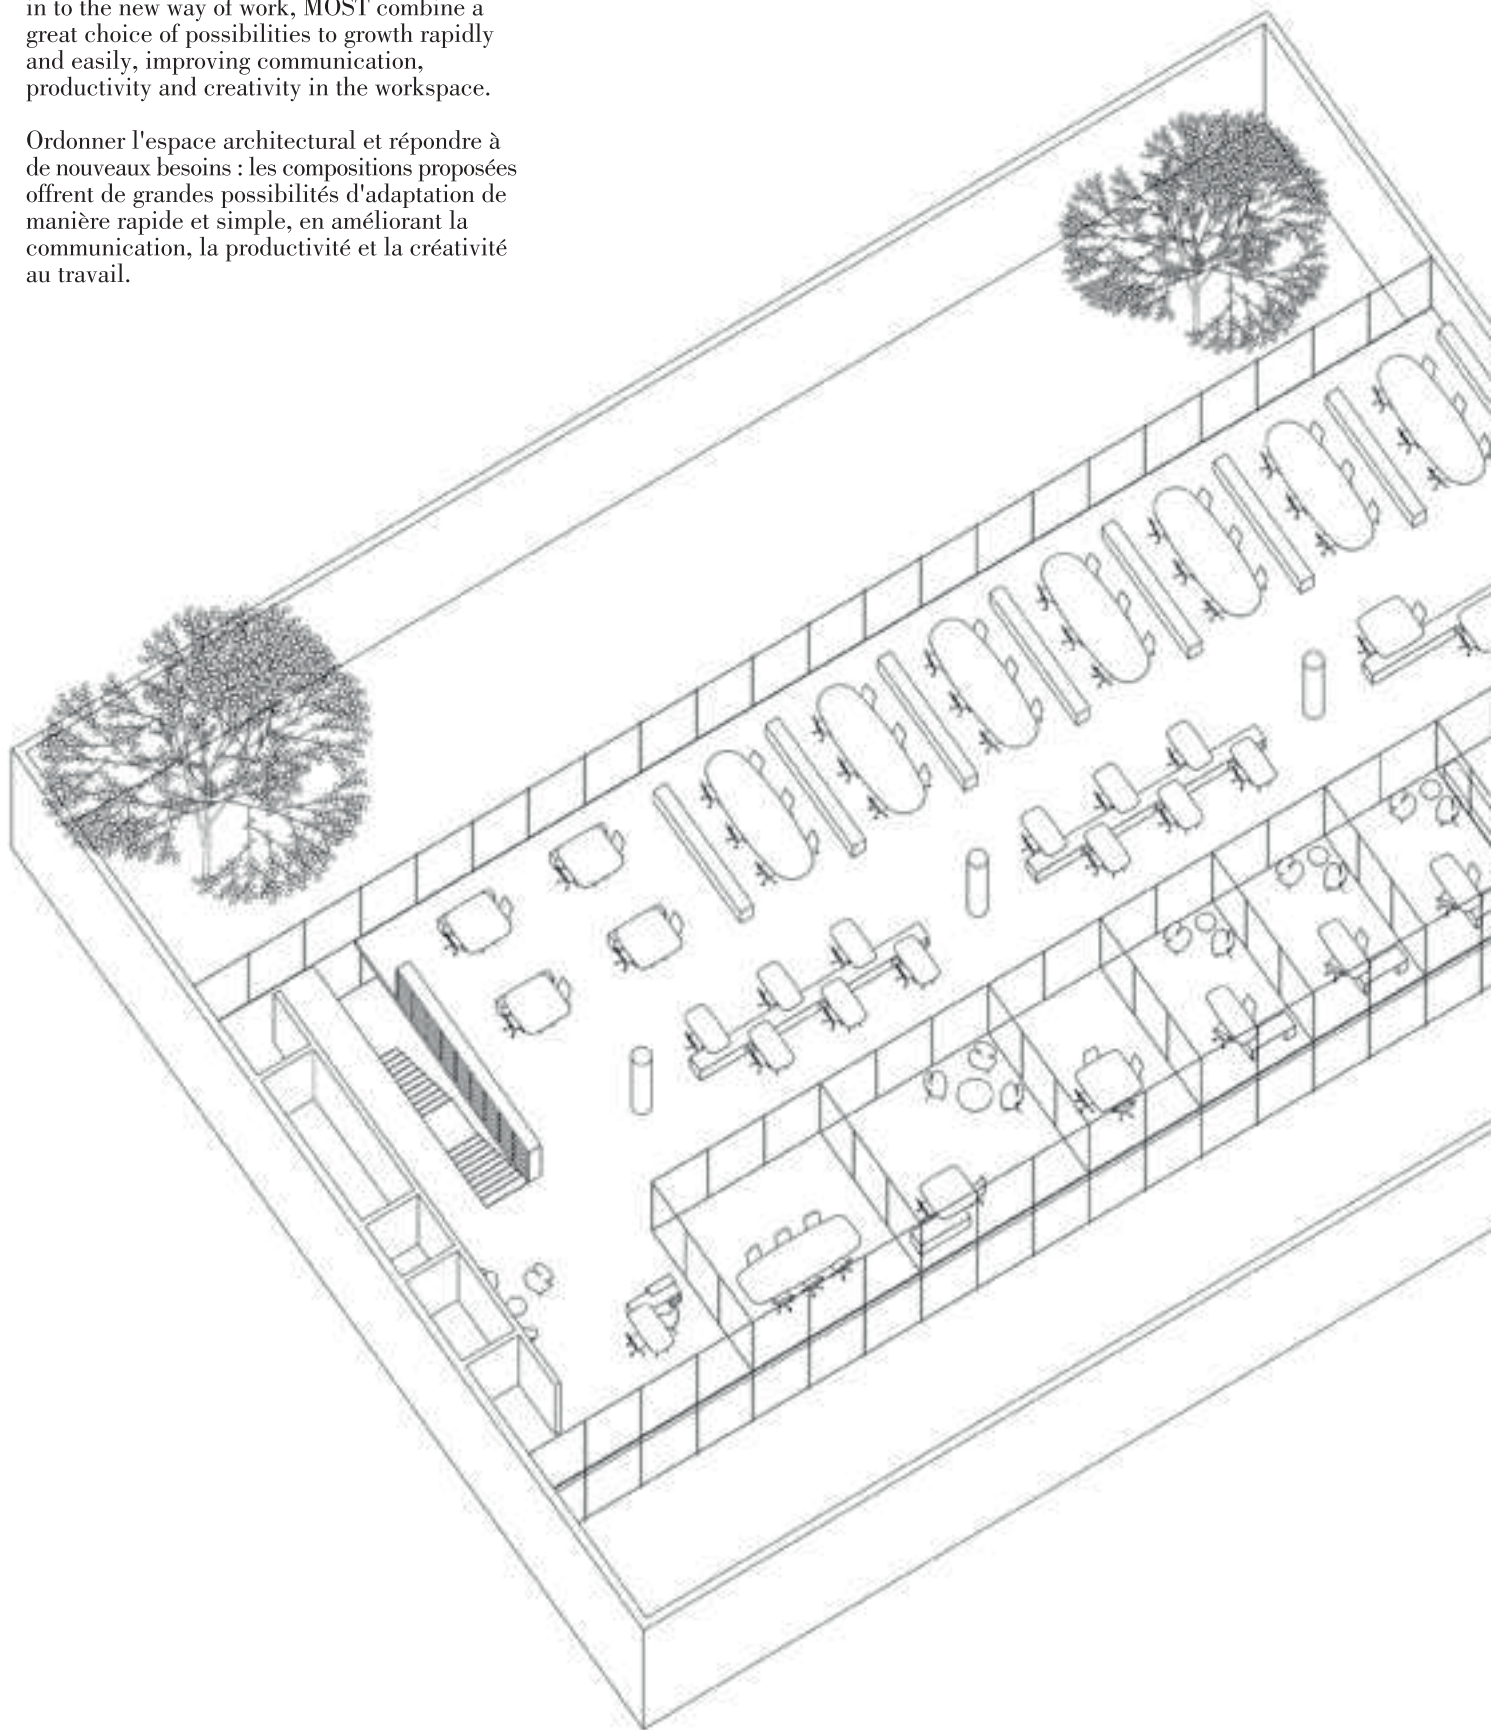 in to the new way of work, MOST combine a
great choice of possibilities to growth rapidly
and easily, improving communication,
productivity and creativity in the workspace.
Ordonner l'espace architectural et répondre à
de nouveaux besoins : les compositions proposées
offrent de grandes possibilités d'adaptation de
manière rapide et simple, en améliorant la
communication, la productivité et la créativité
au travail.